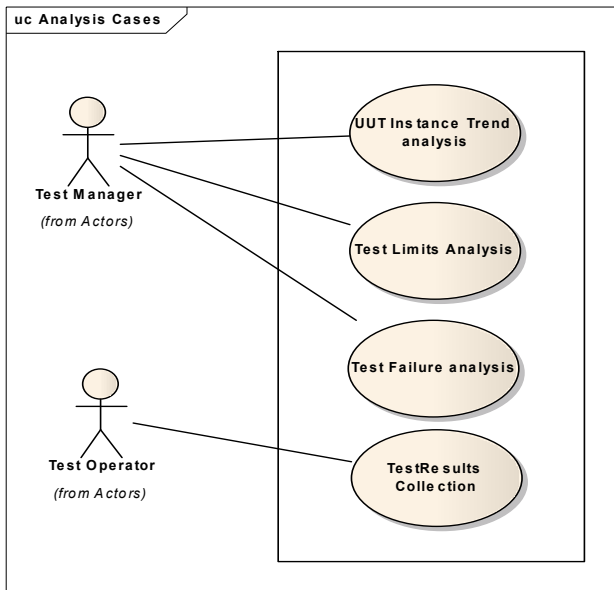 uc Analysis Cases
UUT Instance Trend
analysis
Test Manager
(from Actors)
Test Limits Analysis
Test Failure analysis
Test Operator
(from Actors)
TestResults
Collection